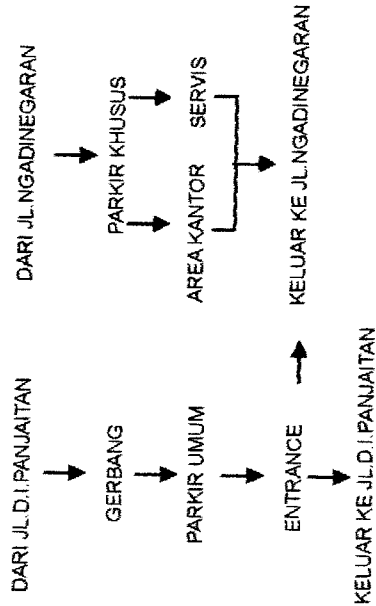 DARI JL.D.I.PANJAITAN
GERBANG
PARKIR UMUM
ENTRANCE
KELUAR KE JL.D.I.PANJAITAN
DARI JL.NGADINEGARAN
PARKIR KHUSUS
AREA KANTOR
SERVIS
KELUAR KE JL.NGADINEGARAN